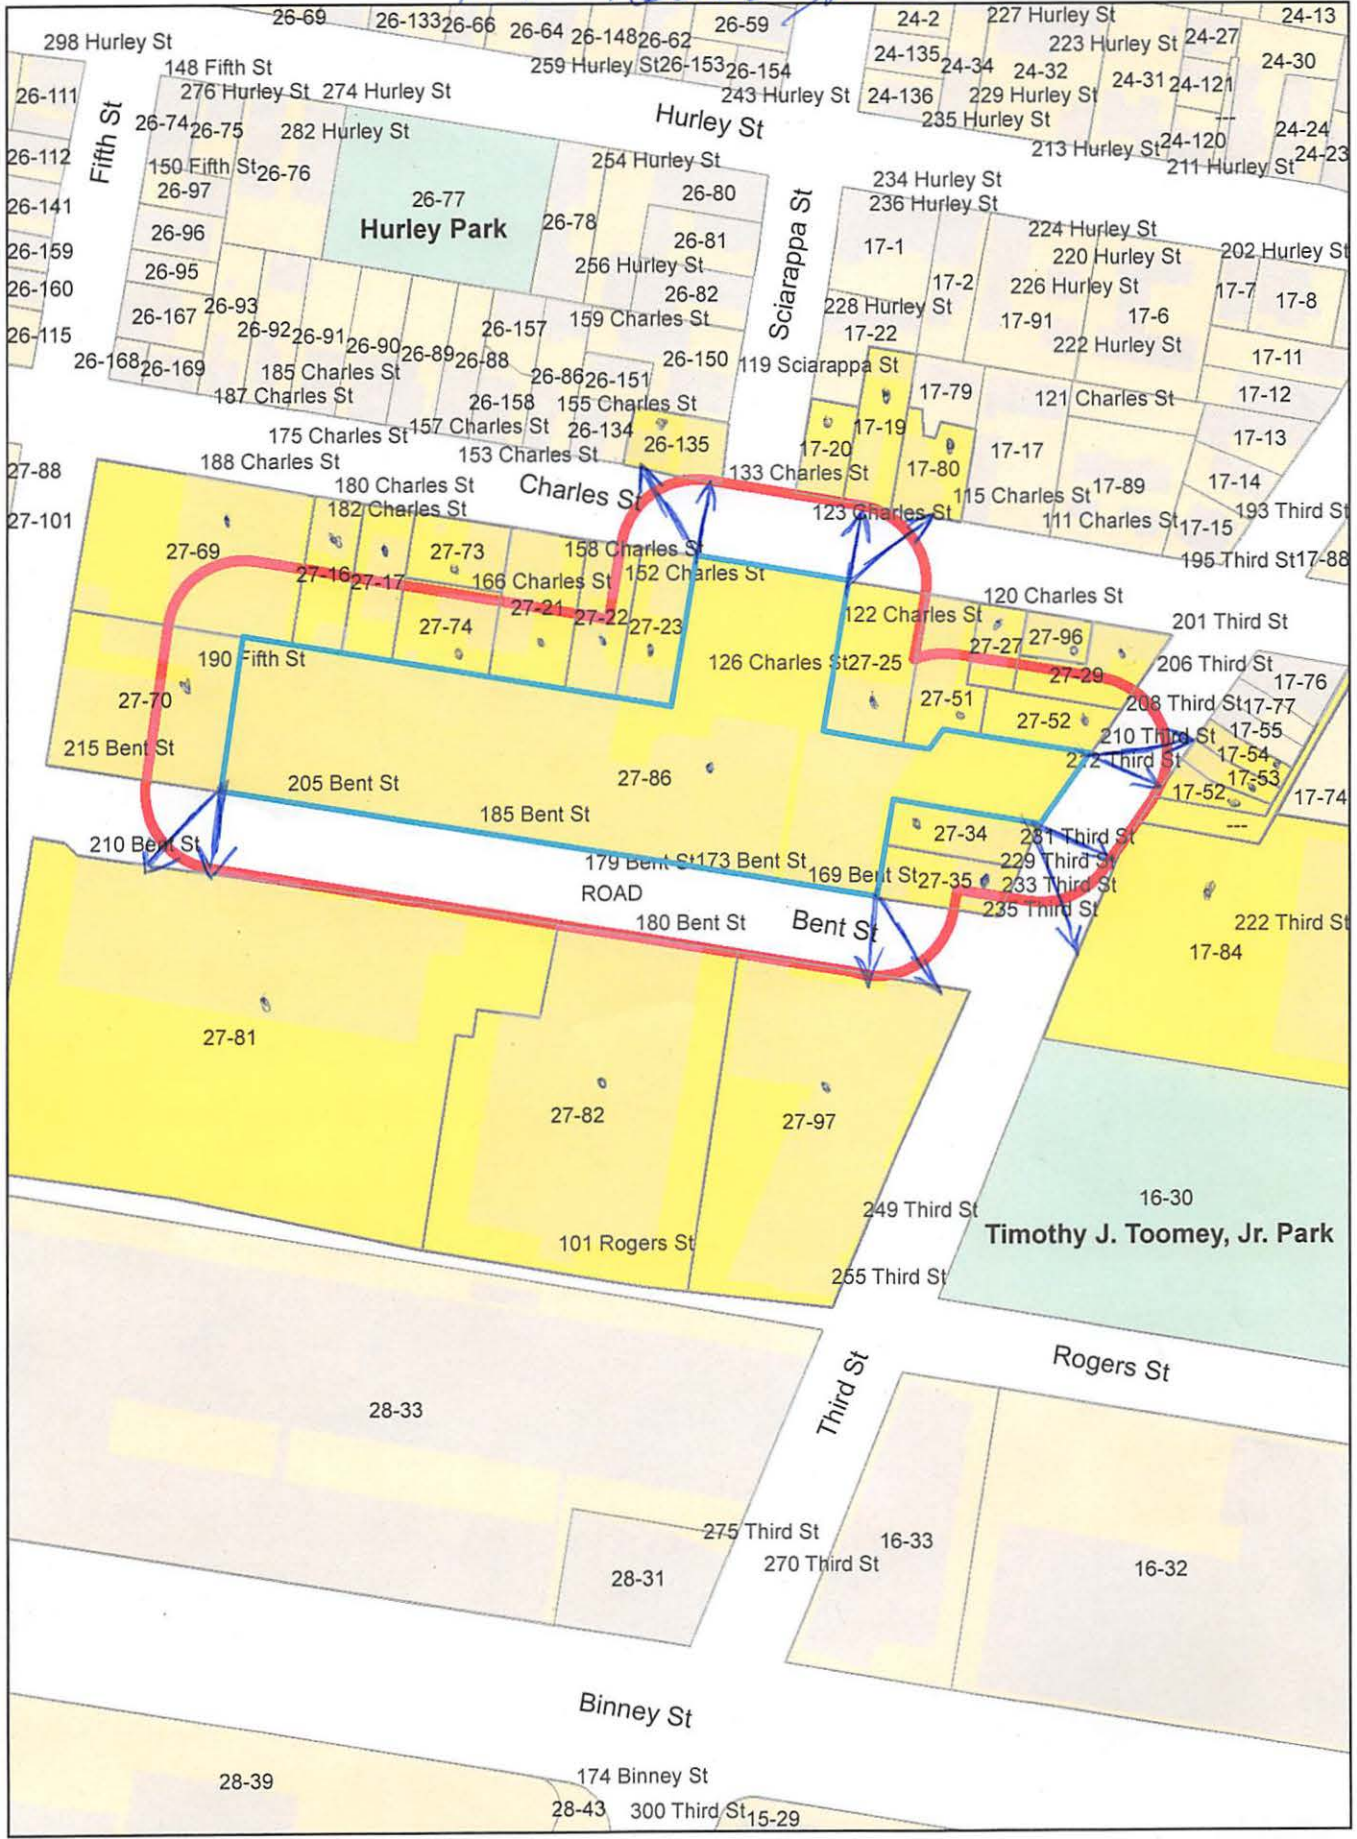 26-69
26-133
26-66
26-64
26-148
26-62
26-59
24-2
227 Hurley St
24-13
298 Hurley St
223 Hurley St
24-27
148 Fifth St
259 Hurley St
26-153
26-154
24-135
24-34
24-32
24-30
26-111
276 Hurley St
274 Hurley St
243 Hurley St
24-136
229 Hurley St
24-31
24-121
Fifth St
26-74
26-75
282 Hurley St
Hurley St
235 Hurley St
---
24-24
26-112
150 Fifth St
26-76
254 Hurley St
213 Hurley St
24-120
211 Hurley St
24-23
26-97
26-77
26-80
234 Hurley St
26-141
Hurley Park
26-78
236 Hurley St
26-96
26-81
Sciarappa St
17-1
224 Hurley St
26-159
26-95
256 Hurley St
220 Hurley St
202 Hurley St
26-160
26-93
26-82
17-2
226 Hurley St
17-7
17-8
26-115
26-167
26-92
26-91
26-90
26-157
159 Charles St
228 Hurley St
17-22
17-91
17-6
26-168
26-169
185 Charles St
26-89
26-88
26-150
119 Sciarappa St
222 Hurley St
17-11
187 Charles St
26-86
26-151
17-79
121 Charles St
17-12
26-158
155 Charles St
175 Charles St
157 Charles St
26-134
26-135
17-20
17-19
17-13
27-88
188 Charles St
153 Charles St
133 Charles St
17-80
17-17
17-14
180 Charles St
Charles St
115 Charles St
17-89
27-101
182 Charles St
123 Charles St
111 Charles St
17-15
193 Third St
27-69
27-73
158 Charles St
195 Third St
17-88
27-16
27-17
166 Charles St
152 Charles St
120 Charles St
27-74
27-21
27-22
27-23
122 Charles St
27-27
27-96
201 Third St
190 Fifth St
126 Charles St
27-25
27-29
206 Third St
27-70
27-51
17-76
208 Third St
17-77
215 Bent St
27-52
210 Third St
17-55
212 Third St
17-54
205 Bent St
27-86
17-53
17-52
17-74
185 Bent St
---
210 Bent St
27-34
231 Third St
179 Bent St
173 Bent St
229 Third St
ROAD
169 Bent St
27-35
233 Third St
180 Bent St
Bent St
235 Third St
222 Third St
17-84
27-81
27-82
27-97
16-30
249 Third St
Timothy J. Toomey, Jr. Park
101 Rogers St
255 Third St
Rogers St
28-33
Third St
275 Third St
16-33
28-31
270 Third St
16-32
Binney St
28-39
174 Binney St
28-43
300 Third St
15-29